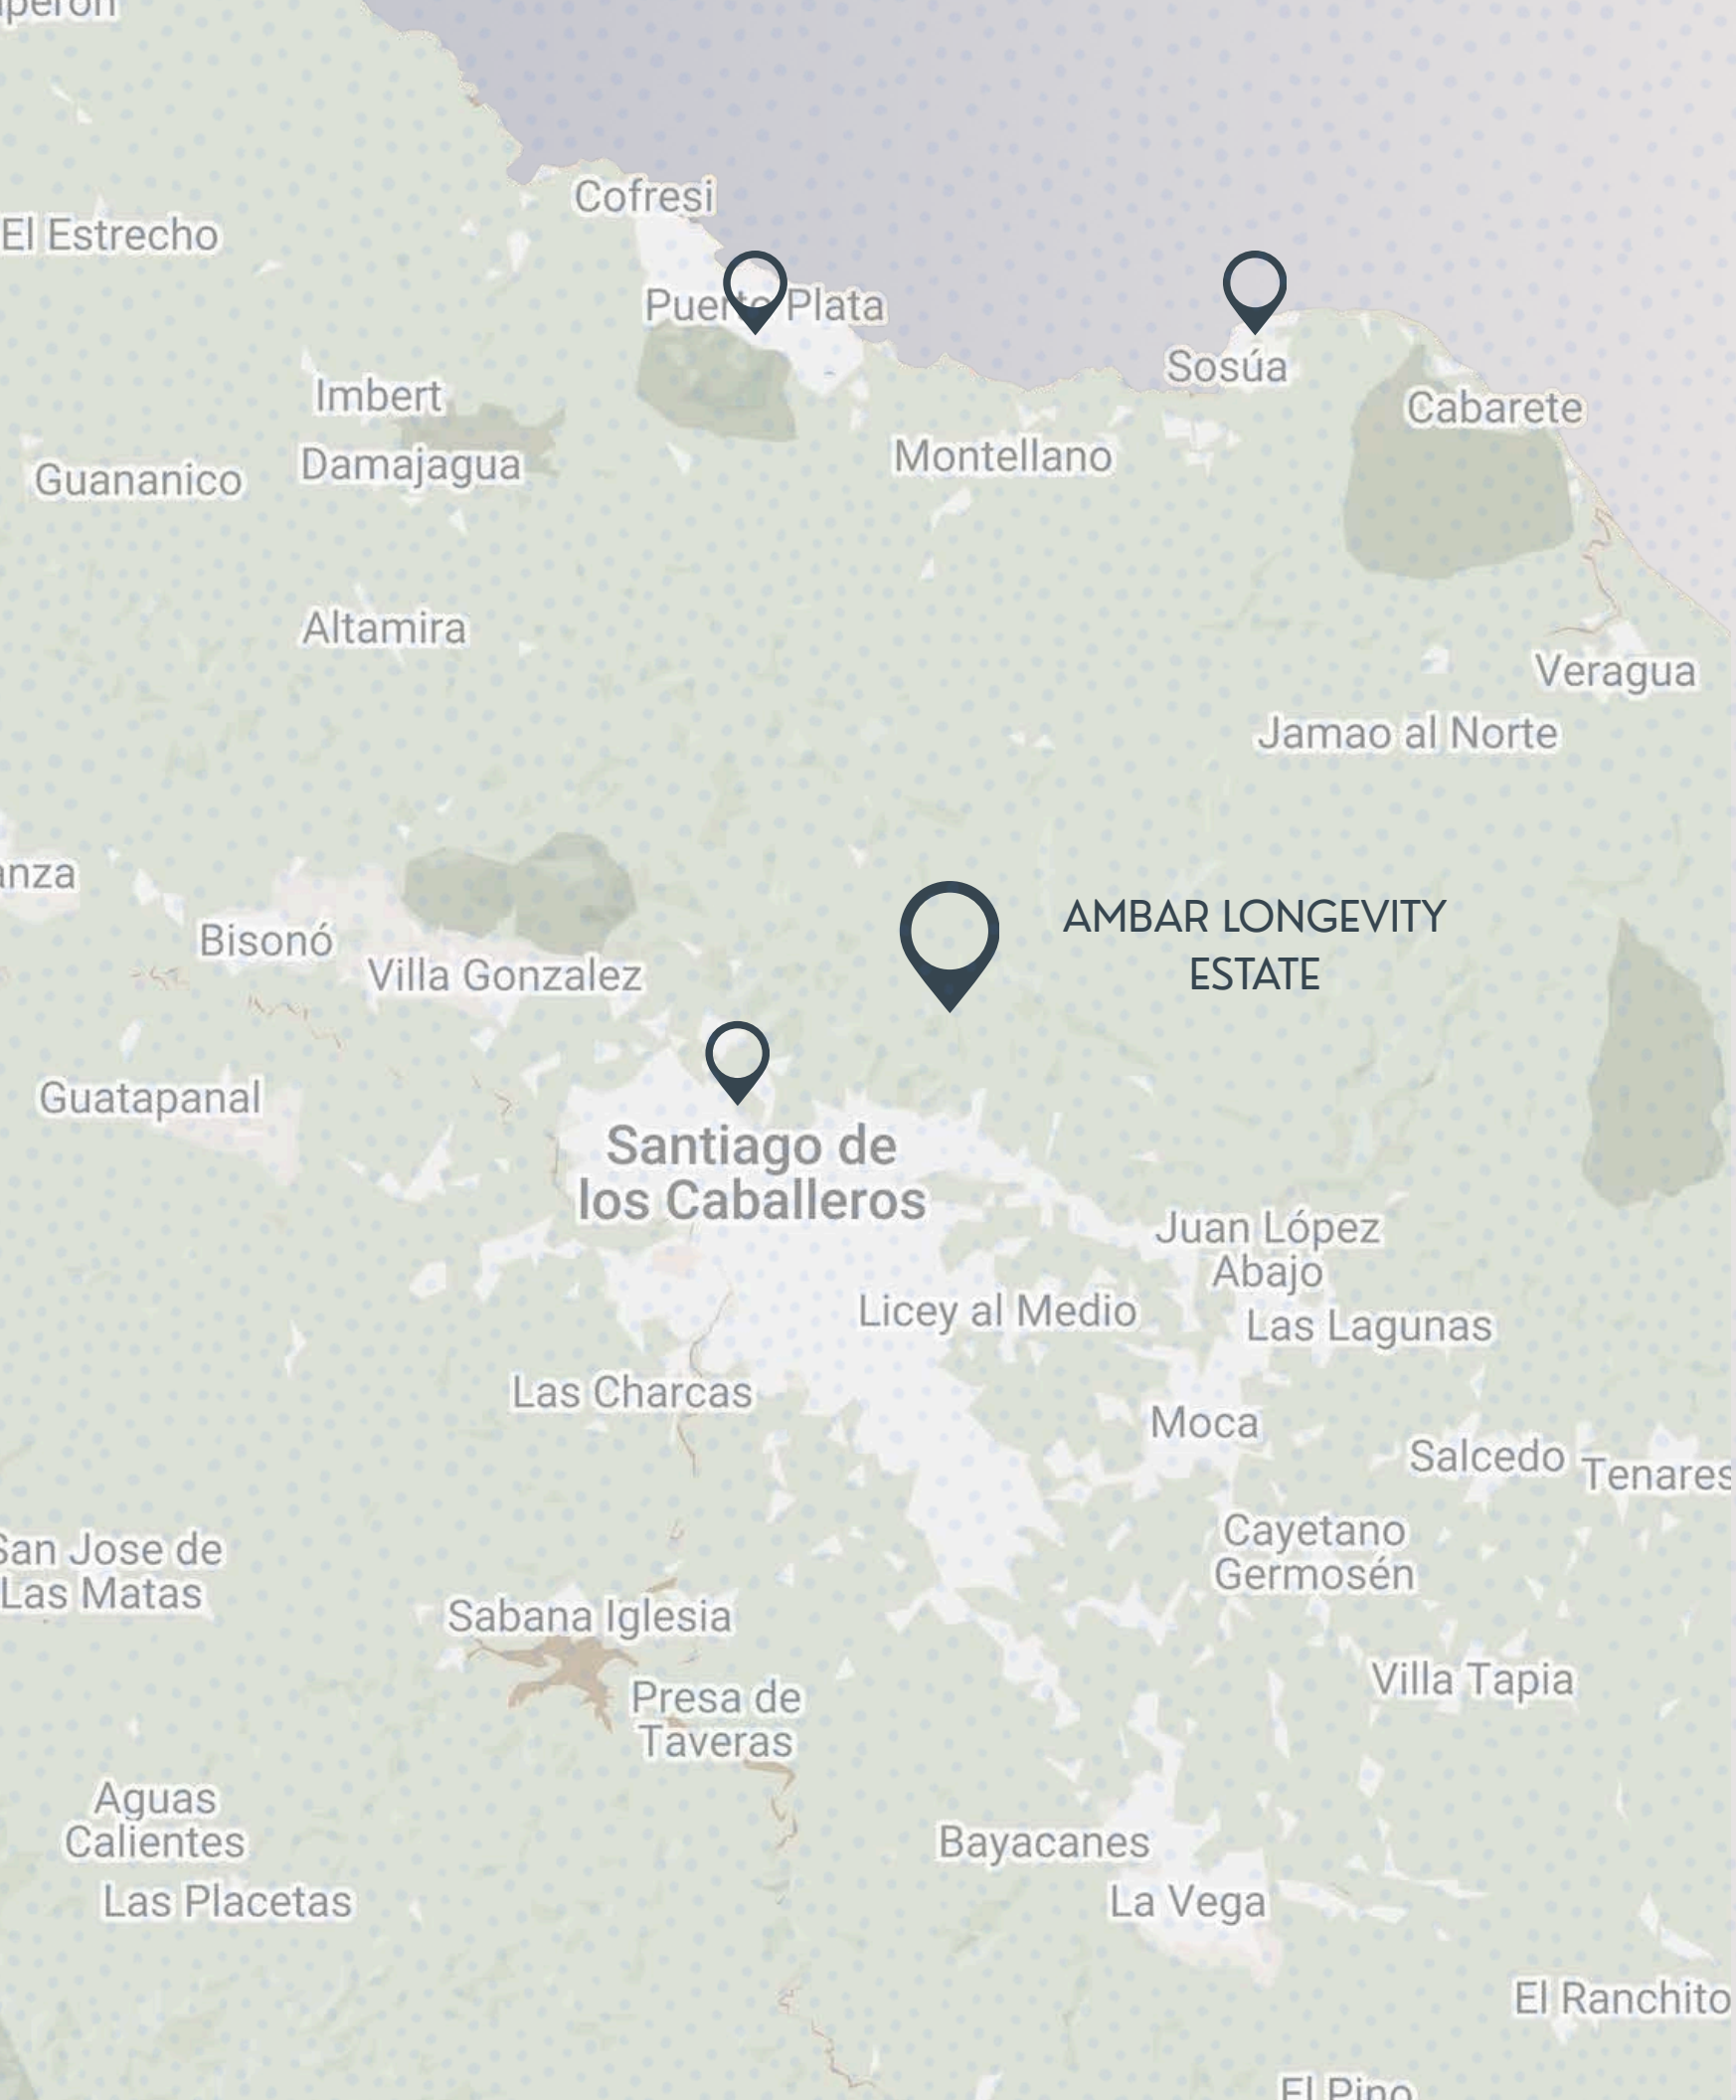 Cofresi
El Estrecho
Puerto Plata
Sosúa
Imbert
Cabarete
Damajagua
Montellano
Guananico
Altamira
Veragua
Jamao al Norte
AMBAR LONGEVITY
ESTATE
Bisonó
Villa Gonzalez
Guatapanal
Santiago de
los Caballeros
Juan López
Abajo
Licey al Medio
Las Lagunas
Las Charcas
Moca
Salcedo
Tenares
Cayetano
Germosén
San Jose de
Las Matas
Sabana Iglesia
Villa Tapia
Presa de
Taveras
Aguas
Calientes
Bayacanes
Las Placetas
La Vega
El Ranchito
El Pino